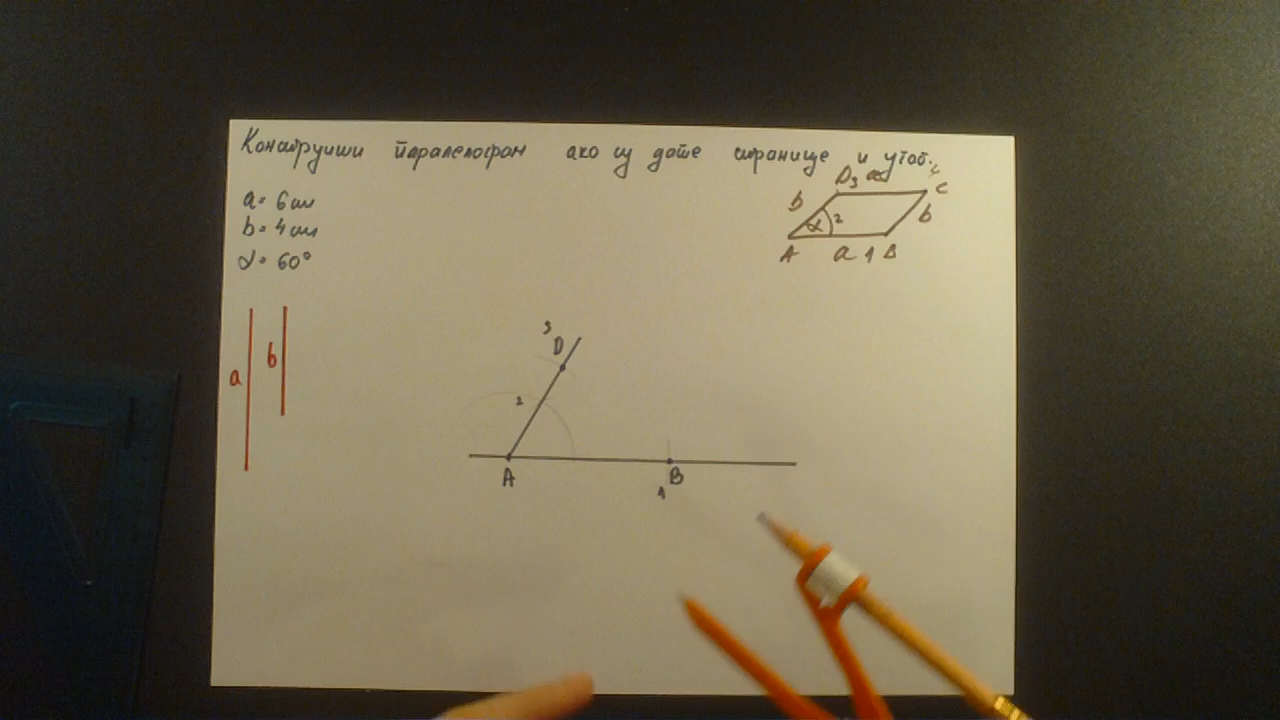 Конструиши паралелограм ако су дате странице и угао.
a = 6 cm
b = 4 cm
α = 60°
D 3 a 4 C
b α 2 b
A a 1 B
a b
3
D
2
A B
1